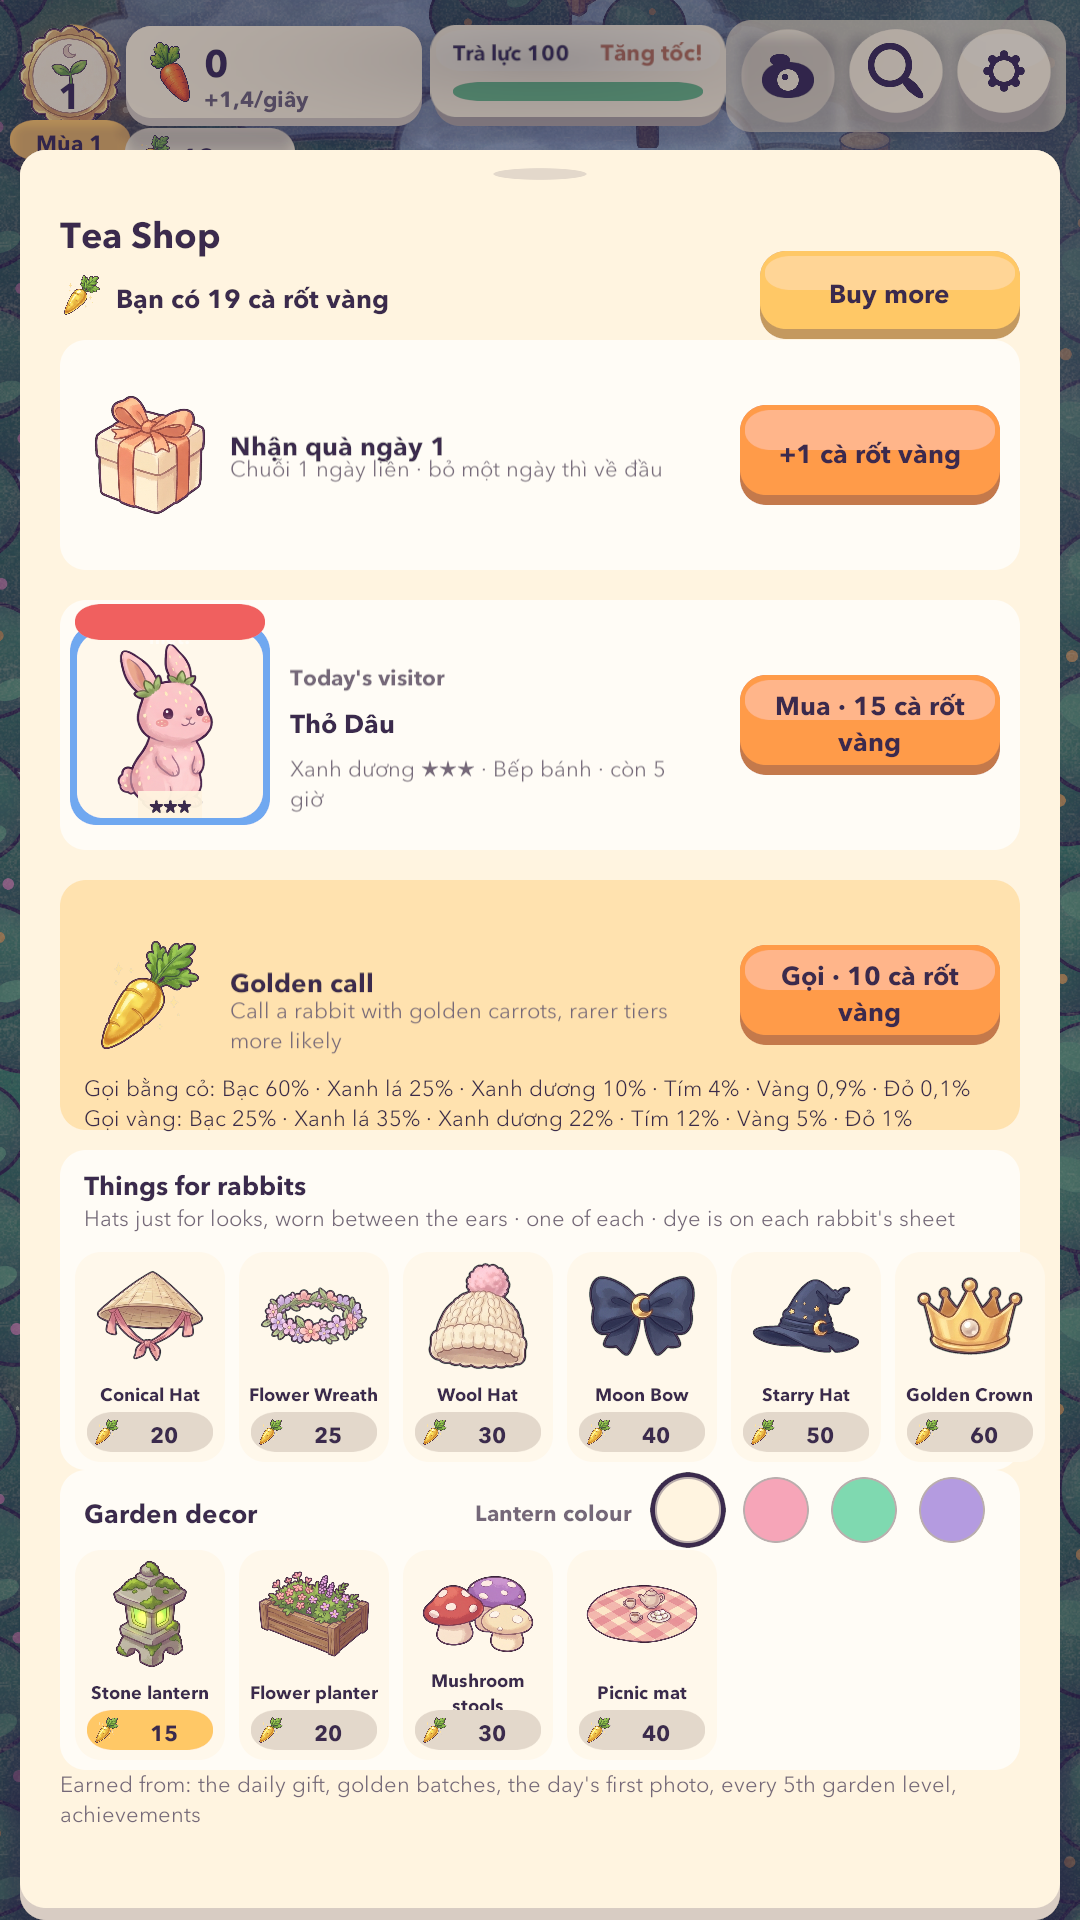 1
0
+1,4/giây
Trà lực 100
Tăng tốc!
Mùa 1
Tea Shop
Bạn có 19 cà rốt vàng
Buy more
Nhận quà ngày 1
Chuỗi 1 ngày liền · bỏ một ngày thì về đầu
+1 cà rốt vàng
Today's visitor
Thỏ Dâu
Xanh dương ★★★ · Bếp bánh · còn 5
giờ
★★★
Mua · 15 cà rốt
vàng
Golden call
Call a rabbit with golden carrots, rarer tiers
more likely
Gọi · 10 cà rốt
vàng
Gọi bằng cỏ: Bạc 60% · Xanh lá 25% · Xanh dương 10% · Tím 4% · Vàng 0,9% · Đỏ 0,1%
Gọi vàng: Bạc 25% · Xanh lá 35% · Xanh dương 22% · Tím 12% · Vàng 5% · Đỏ 1%
Things for rabbits
Hats just for looks, worn between the ears · one of each · dye is on each rabbit's sheet
Conical Hat
Flower Wreath
Wool Hat
Moon Bow
Starry Hat
Golden Crown
20
25
30
40
50
60
Garden decor
Lantern colour
Stone lantern
Flower planter
Mushroom
stools
Picnic mat
15
20
30
40
Earned from: the daily gift, golden batches, the day's first photo, every 5th garden level,
achievements